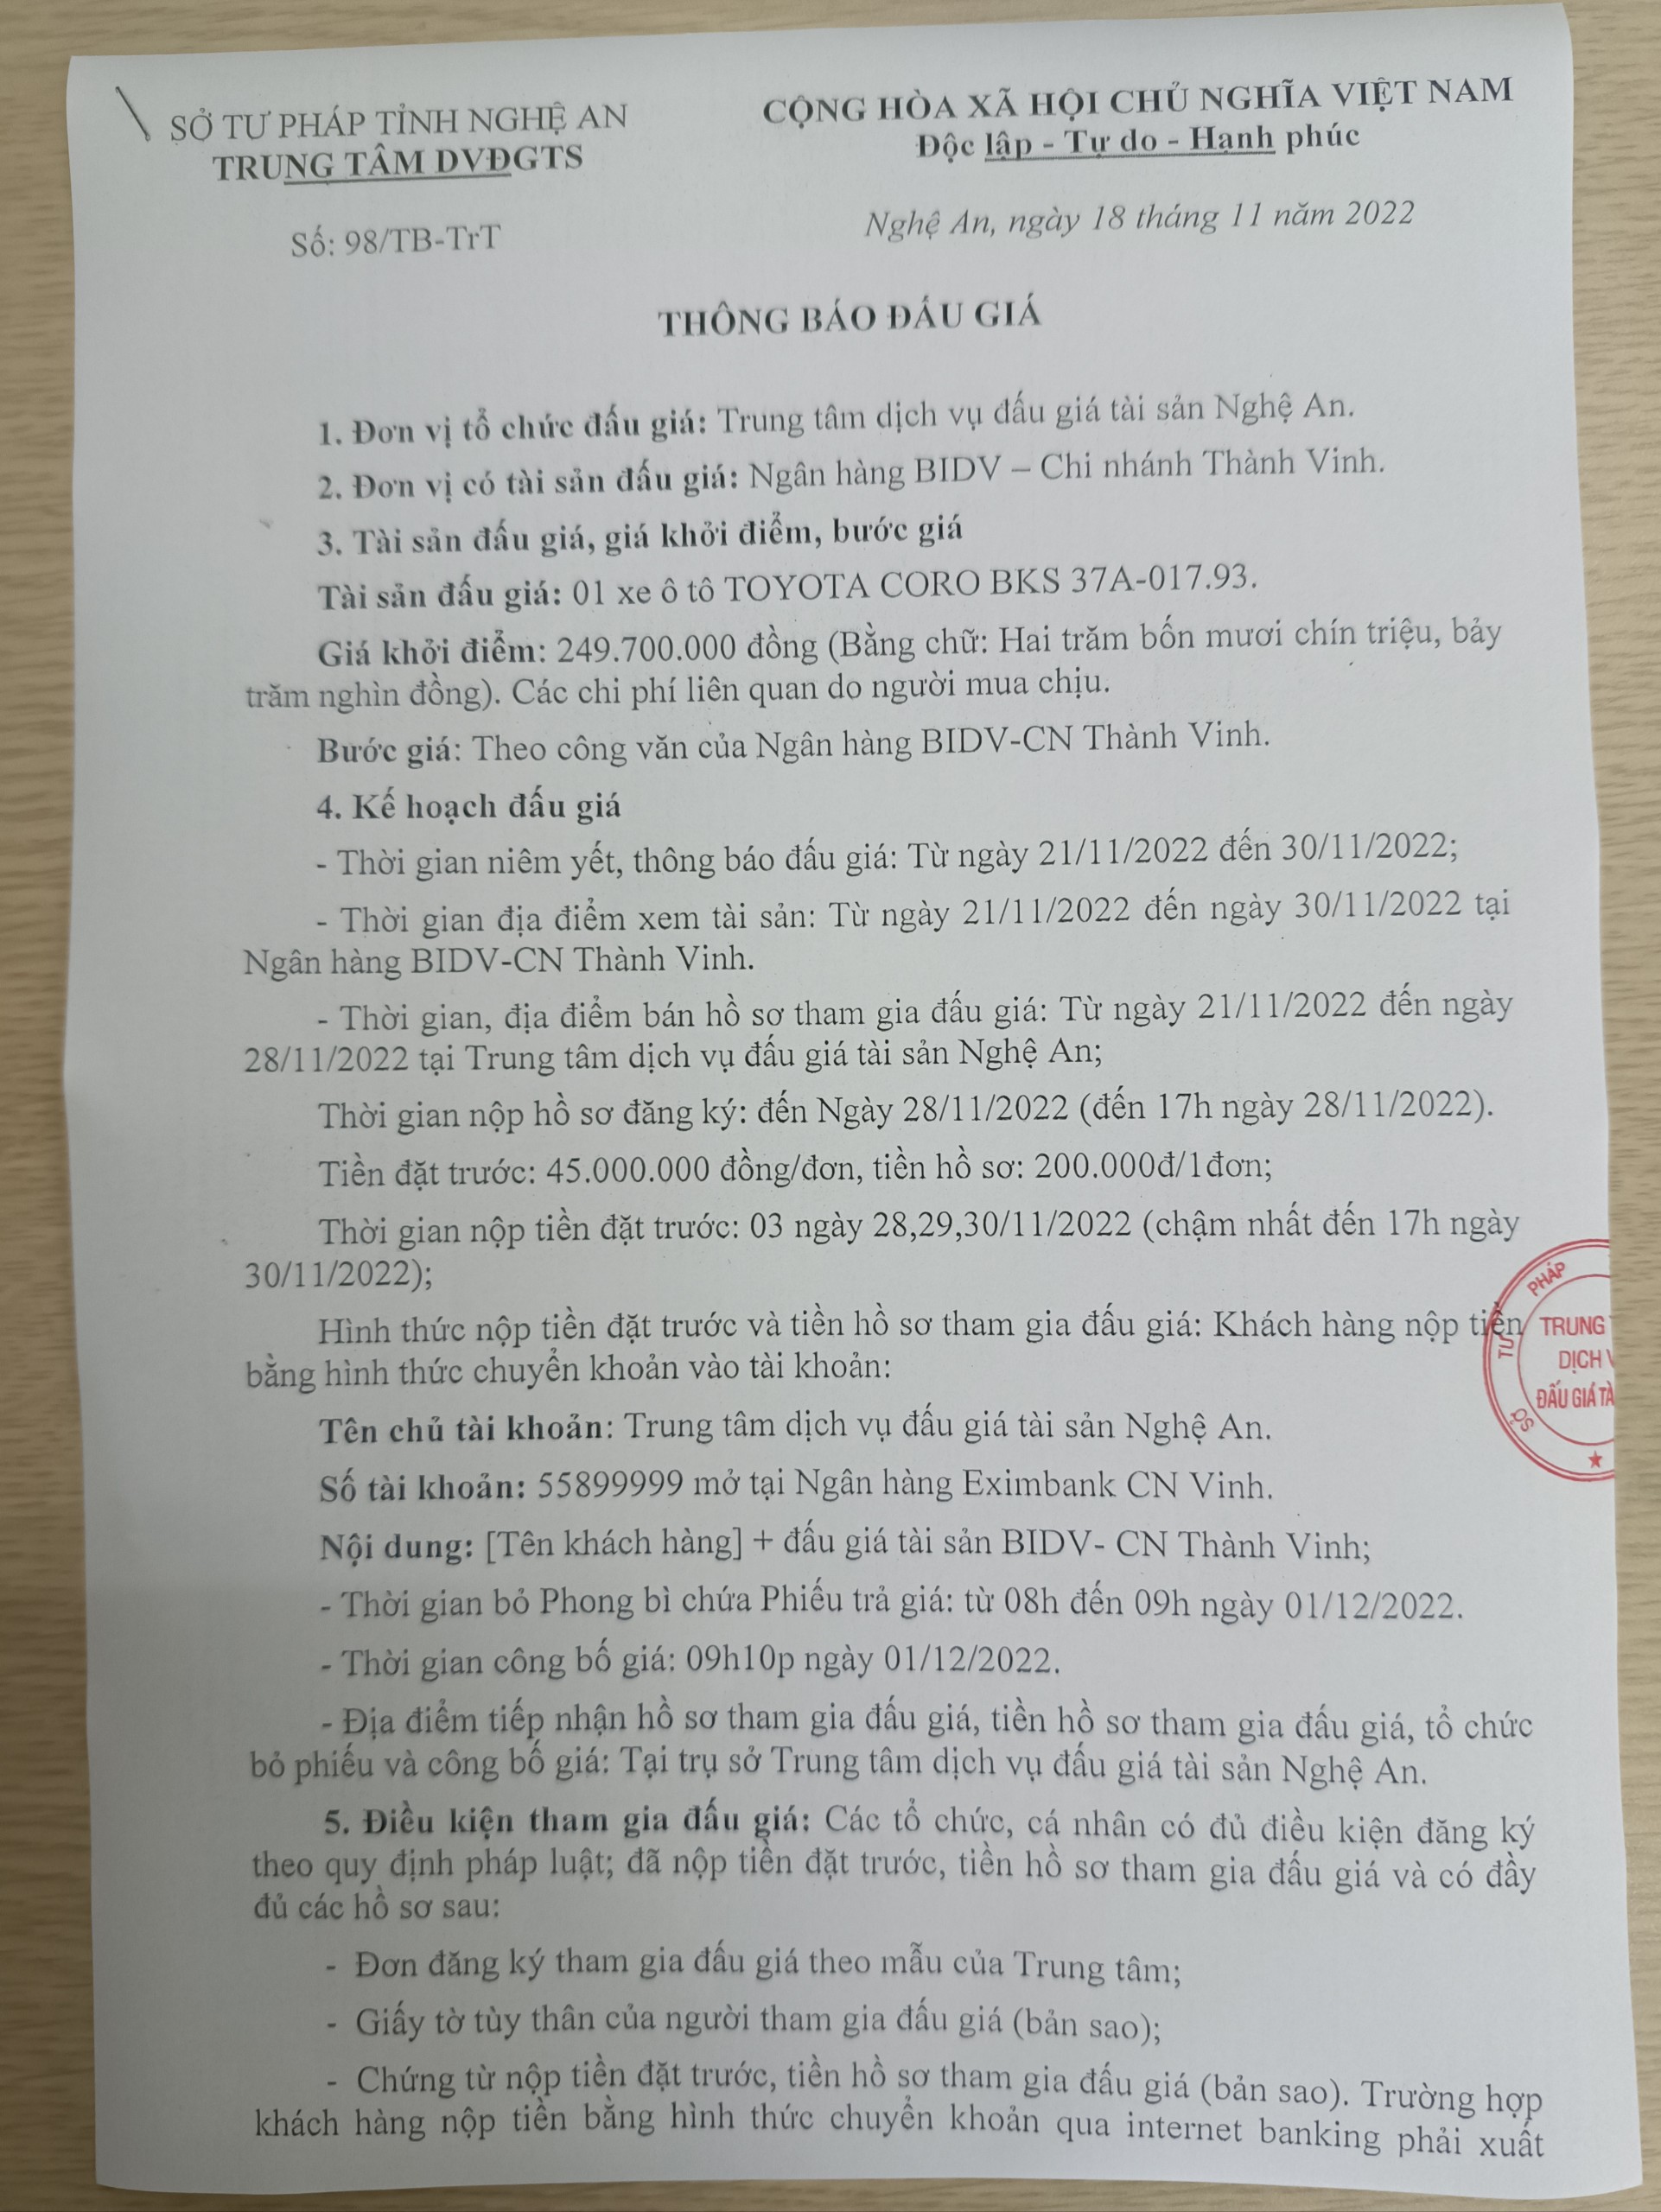 SỞ TƯ PHÁP TỈNH NGHỆ AN
TRUNG TÂM DVĐGTS
Số: 98/TB-TrT
CỘNG HÒA XÃ HỘI CHỦ NGHĨA VIỆT NAM
Độc lập - Tự do - Hạnh phúc
Nghệ An, ngày 18 tháng 11 năm 2022
THÔNG BÁO ĐẤU GIÁ
1. Đơn vị tổ chức đấu giá: Trung tâm dịch vụ đấu giá tài sản Nghệ An.
2. Đơn vị có tài sản đấu giá: Ngân hàng BIDV – Chi nhánh Thành Vinh.
3. Tài sản đấu giá, giá khởi điểm, bước giá
Tài sản đấu giá: 01 xe ô tô TOYOTA CORO BKS 37A-017.93.
Giá khởi điểm: 249.700.000 đồng (Bằng chữ: Hai trăm bốn mươi chín triệu, bảy
trăm nghìn đồng). Các chi phí liên quan do người mua chịu.
Bước giá: Theo công văn của Ngân hàng BIDV-CN Thành Vinh.
4. Kế hoạch đấu giá
- Thời gian niêm yết, thông báo đấu giá: Từ ngày 21/11/2022 đến 30/11/2022;
- Thời gian địa điểm xem tài sản: Từ ngày 21/11/2022 đến ngày 30/11/2022 tại
Ngân hàng BIDV-CN Thành Vinh.
- Thời gian, địa điểm bán hồ sơ tham gia đấu giá: Từ ngày 21/11/2022 đến ngày
28/11/2022 tại Trung tâm dịch vụ đấu giá tài sản Nghệ An;
Thời gian nộp hồ sơ đăng ký: đến Ngày 28/11/2022 (đến 17h ngày 28/11/2022).
Tiền đặt trước: 45.000.000 đồng/đơn, tiền hồ sơ: 200.000đ/1đơn;
Thời gian nộp tiền đặt trước: 03 ngày 28,29,30/11/2022 (chậm nhất đến 17h ngày
30/11/2022);
Hình thức nộp tiền đặt trước và tiền hồ sơ tham gia đấu giá: Khách hàng nộp tiền
bằng hình thức chuyển khoản vào tài khoản:
Tên chủ tài khoản: Trung tâm dịch vụ đấu giá tài sản Nghệ An.
Số tài khoản: 55899999 mở tại Ngân hàng Eximbank CN Vinh.
Nội dung: [Tên khách hàng] + đấu giá tài sản BIDV- CN Thành Vinh;
- Thời gian bỏ Phong bì chứa Phiếu trả giá: từ 08h đến 09h ngày 01/12/2022.
- Thời gian công bố giá: 09h10p ngày 01/12/2022.
- Địa điểm tiếp nhận hồ sơ tham gia đấu giá, tiền hồ sơ tham gia đấu giá, tổ chức
bỏ phiếu và công bố giá: Tại trụ sở Trung tâm dịch vụ đấu giá tài sản Nghệ An.
5. Điều kiện tham gia đấu giá: Các tổ chức, cá nhân có đủ điều kiện đăng ký
theo quy định pháp luật; đã nộp tiền đặt trước, tiền hồ sơ tham gia đấu giá và có đầy
đủ các hồ sơ sau:
- Đơn đăng ký tham gia đấu giá theo mẫu của Trung tâm;
- Giấy tờ tùy thân của người tham gia đấu giá (bản sao);
- Chứng từ nộp tiền đặt trước, tiền hồ sơ tham gia đấu giá (bản sao). Trường hợp
khách hàng nộp tiền bằng hình thức chuyển khoản qua internet banking phải xuất
SỞ TƯ PHÁP
TRUNG
DỊCH V
ĐẤU GIÁ TÀ